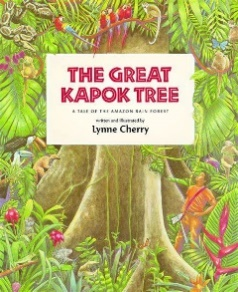 THE GREAT
KAPOK TREE
A TALE OF THE AMAZON RAIN FOREST
written and illustrated by
Lynne Cherry